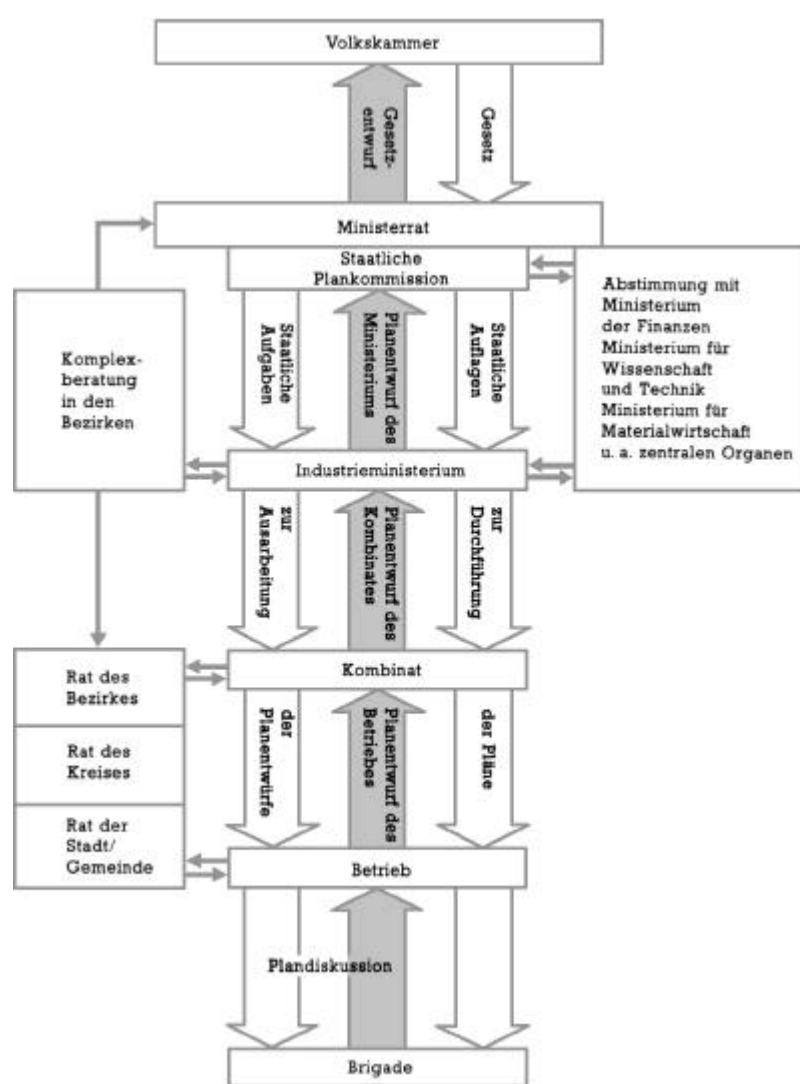 Volkskammer
Gesetz-
entwurf
Gesetz
Ministerrat
Staatliche
Plankommission
Abstimmung mit
Ministerium
der Finanzen
Ministerium für
Wissenschaft
und Technik
Ministerium für
Materialwirtschaft
u. a. zentralen Organen
Komplex-
beratung
in den
Bezirken
Staatliche
Aufgaben
Planentwurf des
Ministeriums
Staatliche
Auflagen
Industrieministerium
zur
Ausarbeitung
Planentwurf des
Kombinates
zur
Durchführung
Kombinat
Rat des
Bezirkes
Rat des
Kreises
Rat der
Stadt/
Gemeinde
der
Planentwürfe
Planentwurf des
Betriebes
der Pläne
Betrieb
Plandiskussion
Brigade